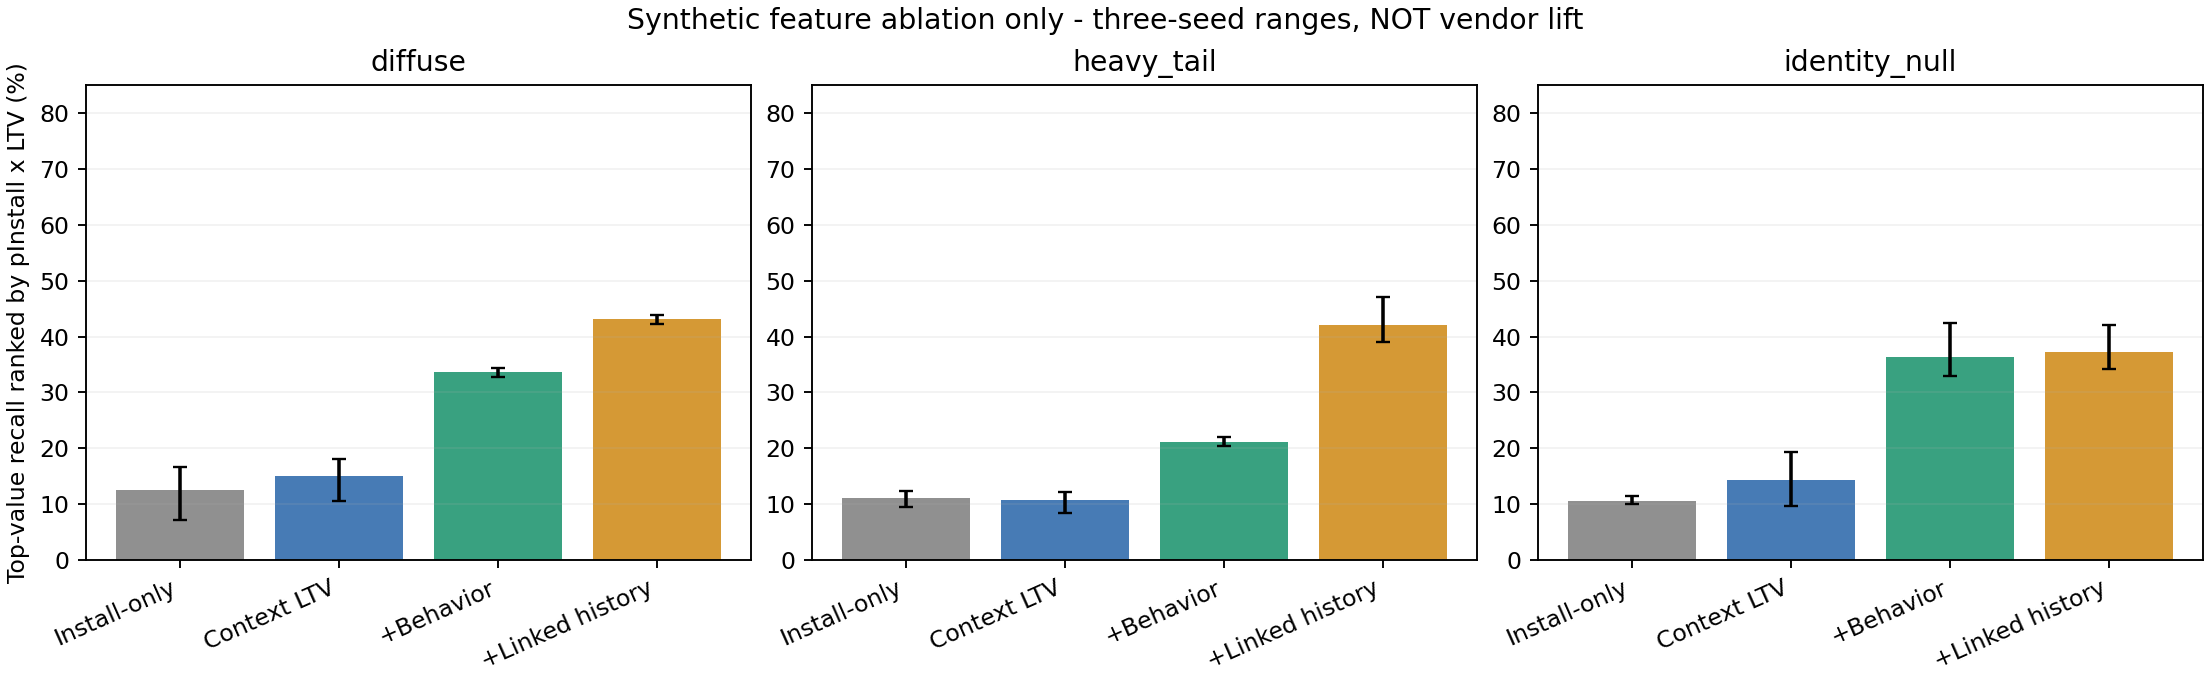 Synthetic feature ablation only - three-seed ranges, NOT vendor lift
Top-value recall ranked by pInstall x LTV (%)
diffuse
80
70
60
50
40
30
20
10
0
Install-only
Context LTV
+Behavior
+Linked history
heavy_tail
80
70
60
50
40
30
20
10
0
Install-only
Context LTV
+Behavior
+Linked history
identity_null
80
70
60
50
40
30
20
10
0
Install-only
Context LTV
+Behavior
+Linked history